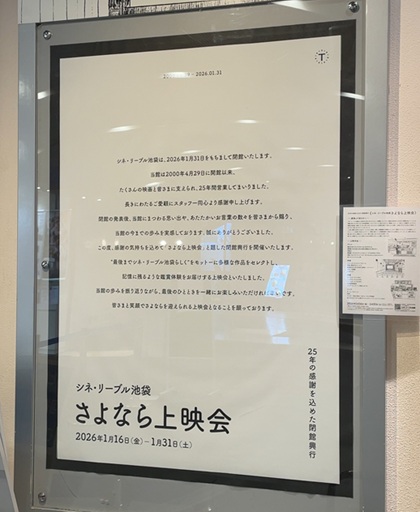 2026.01.31
T
シネ・リーブル池袋は、2026年1月31日をもちまして閉館いたします。
当館は2000年4月29日に開館以来、
たくさんの映画と皆さまに支えられ、25年間営業してまいりました。
長きにわたるご愛顧にスタッフ一同心より感謝申し上げます。
閉館の発表後、当館にまつわる思い出や、あたたかいお言葉の数々を皆さまから賜り、
当館の今までの歩みを実感しております。誠にありがとうございました。
この度、感謝の気持ちを込めて「さよなら上映会」と題した閉館興行を開催いたします。
“最後までシネ・リーブル池袋らしく”をモットーに多様な作品をセレクトし、
記憶に残るような鑑賞体験をお届けする上映会といたしました。
当館の歩みを振り返りながら、最後のひとときを一緒にお楽しみいただければ幸いです。
皆さまと笑顔でさよならを迎えられる上映会となることを願っております。
25年の感謝を込めた閉館興行
シネ・リーブル池袋
さよなら上映会
2026年1月16日(金)–1月31日(土)